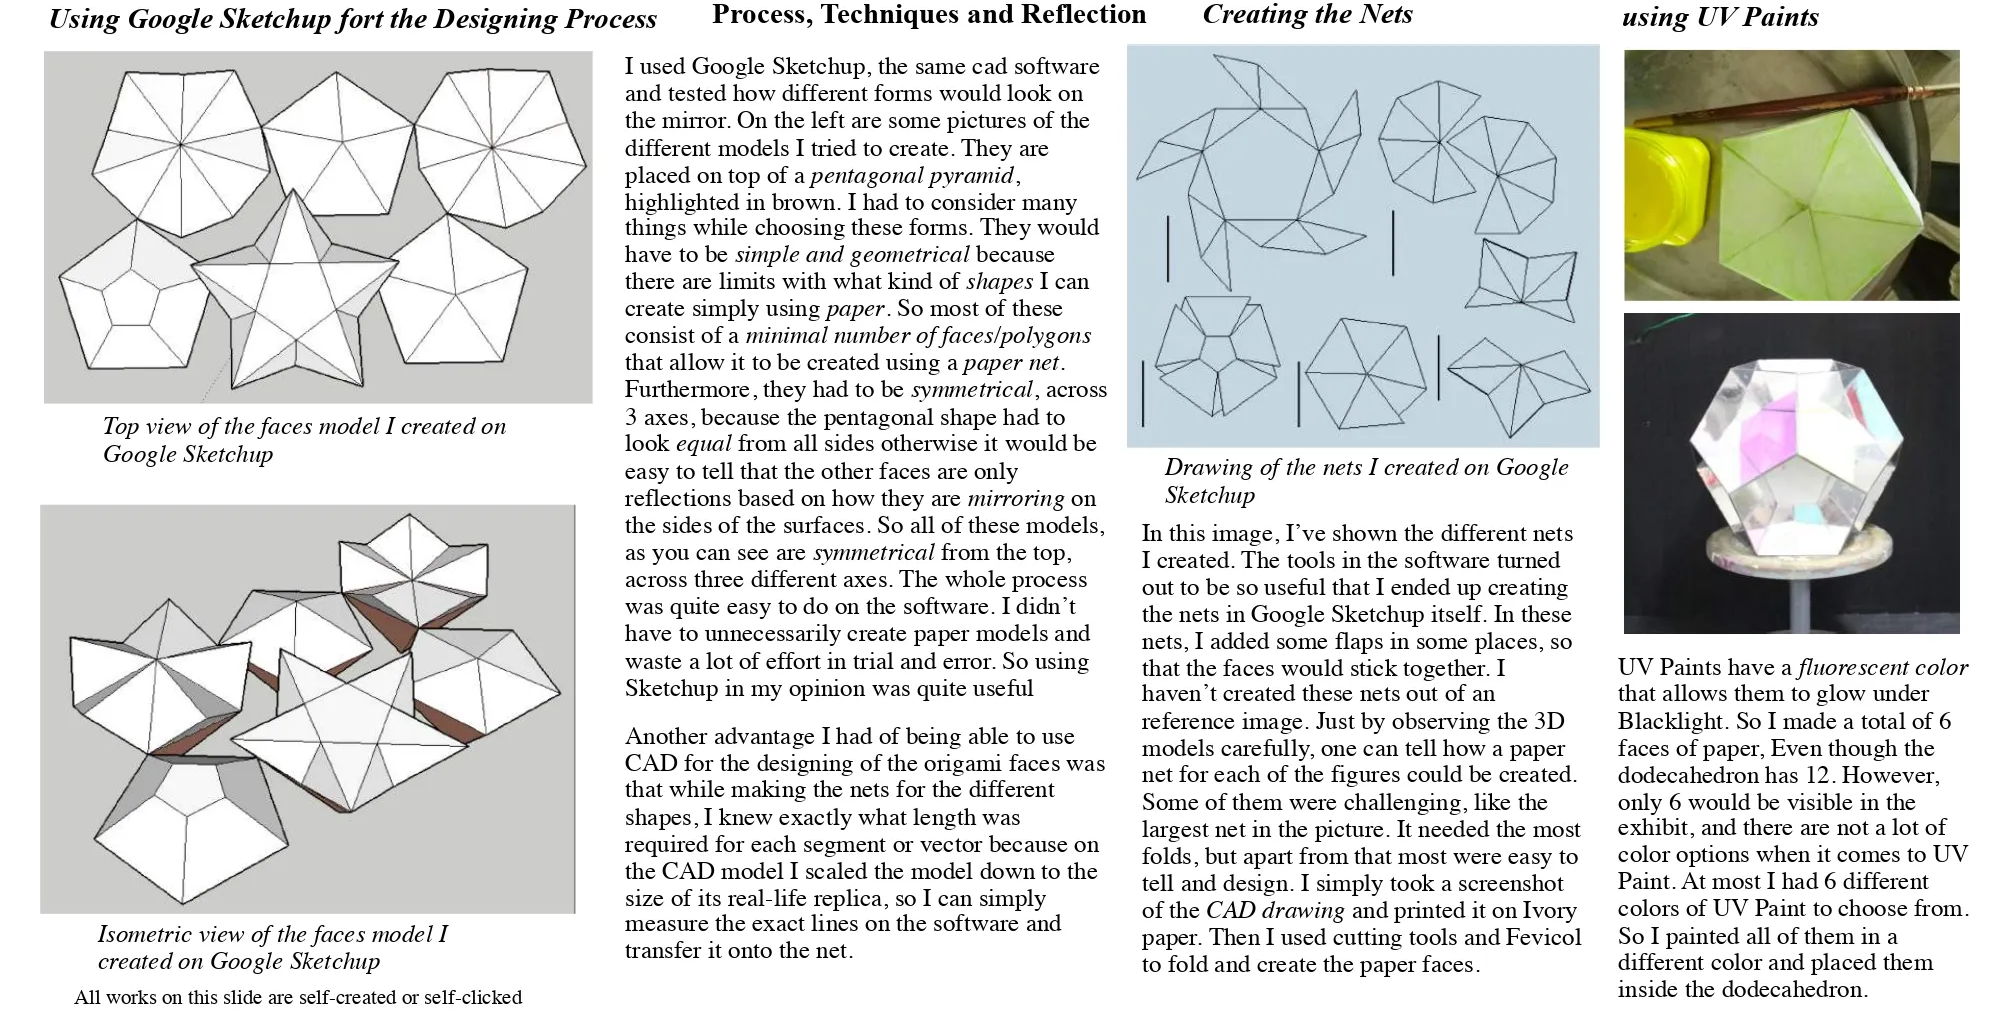 Using Google Sketchup fort the Designing Process
Top view of the faces model I created on
Google Sketchup
Isometric view of the faces model I
created on Google Sketchup
All works on this slide are self-created or self-clicked
Process, Techniques and Reflection
I used Google Sketchup, the same cad software
and tested how different forms would look on
the mirror. On the left are some pictures of the
different models I tried to create. They are
placed on top of a pentagonal pyramid,
highlighted in brown. I had to consider many
things while choosing these forms. They would
have to be simple and geometrical because
there are limits with what kind of shapes I can
create simply using paper. So most of these
consist of a minimal number of faces/polygons
that allow it to be created using a paper net.
Furthermore, they had to be symmetrical, across
3 axes, because the pentagonal shape had to
look equal from all sides otherwise it would be
easy to tell that the other faces are only
reflections based on how they are mirroring on
the sides of the surfaces. So all of these models,
as you can see are symmetrical from the top,
across three different axes. The whole process
was quite easy to do on the software. I didn’t
have to unnecessarily create paper models and
waste a lot of effort in trial and error. So using
Sketchup in my opinion was quite useful
Another advantage I had of being able to use
CAD for the designing of the origami faces was
that while making the nets for the different
shapes, I knew exactly what length was
required for each segment or vector because on
the CAD model I scaled the model down to the
size of its real-life replica, so I can simply
measure the exact lines on the software and
transfer it onto the net.
Creating the Nets
Drawing of the nets I created on Google
Sketchup
In this image, I’ve shown the different nets
I created. The tools in the software turned
out to be so useful that I ended up creating
the nets in Google Sketchup itself. In these
nets, I added some flaps in some places, so
that the faces would stick together. I
haven’t created these nets out of an
reference image. Just by observing the 3D
models carefully, one can tell how a paper
net for each of the figures could be created.
Some of them were challenging, like the
largest net in the picture. It needed the most
folds, but apart from that most were easy to
tell and design. I simply took a screenshot
of the CAD drawing and printed it on Ivory
paper. Then I used cutting tools and Fevicol
to fold and create the paper faces.
using UV Paints
UV Paints have a fluorescent color
that allows them to glow under
Blacklight. So I made a total of 6
faces of paper, Even though the
dodecahedron has 12. However,
only 6 would be visible in the
exhibit, and there are not a lot of
color options when it comes to UV
Paint. At most I had 6 different
colors of UV Paint to choose from.
So I painted all of them in a
different color and placed them
inside the dodecahedron.